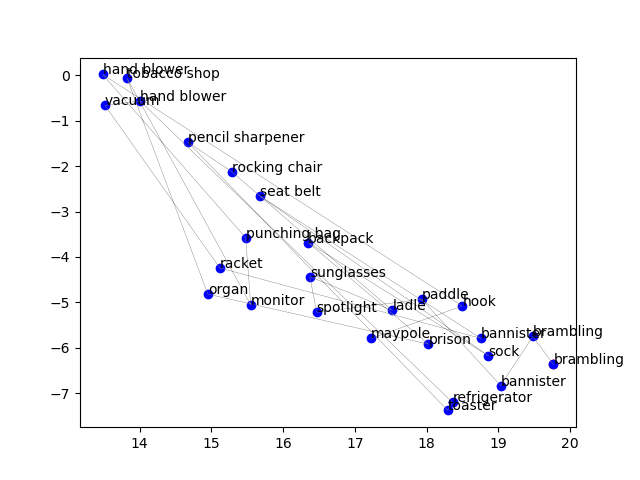 0
−1
−2
−3
−4
−5
−6
−7
14
15
16
17
18
19
20
hand blower
tobacco shop
hand blower
vacuum
pencil sharpener
rocking chair
seat belt
punching bag
backpack
racket
sunglasses
organ
monitor
spotlight
ladle
paddle
hook
maypole
prison
bannister
brambling
sock
brambling
bannister
refrigerator
toaster